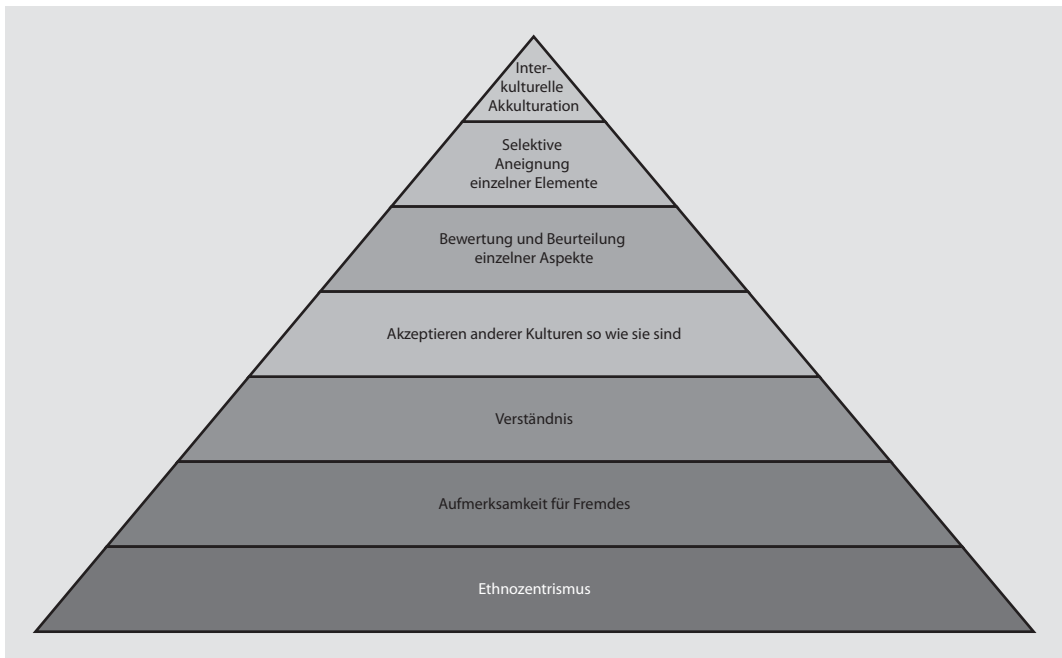 Inter-
kulturelle
Akkulturation
Selektive
Aneignung
einzelner Elemente
Bewertung und Beurteilung
einzelner Aspekte
Akzeptieren anderer Kulturen so wie sie sind
Verständnis
Aufmerksamkeit für Fremdes
Ethnozentrismus